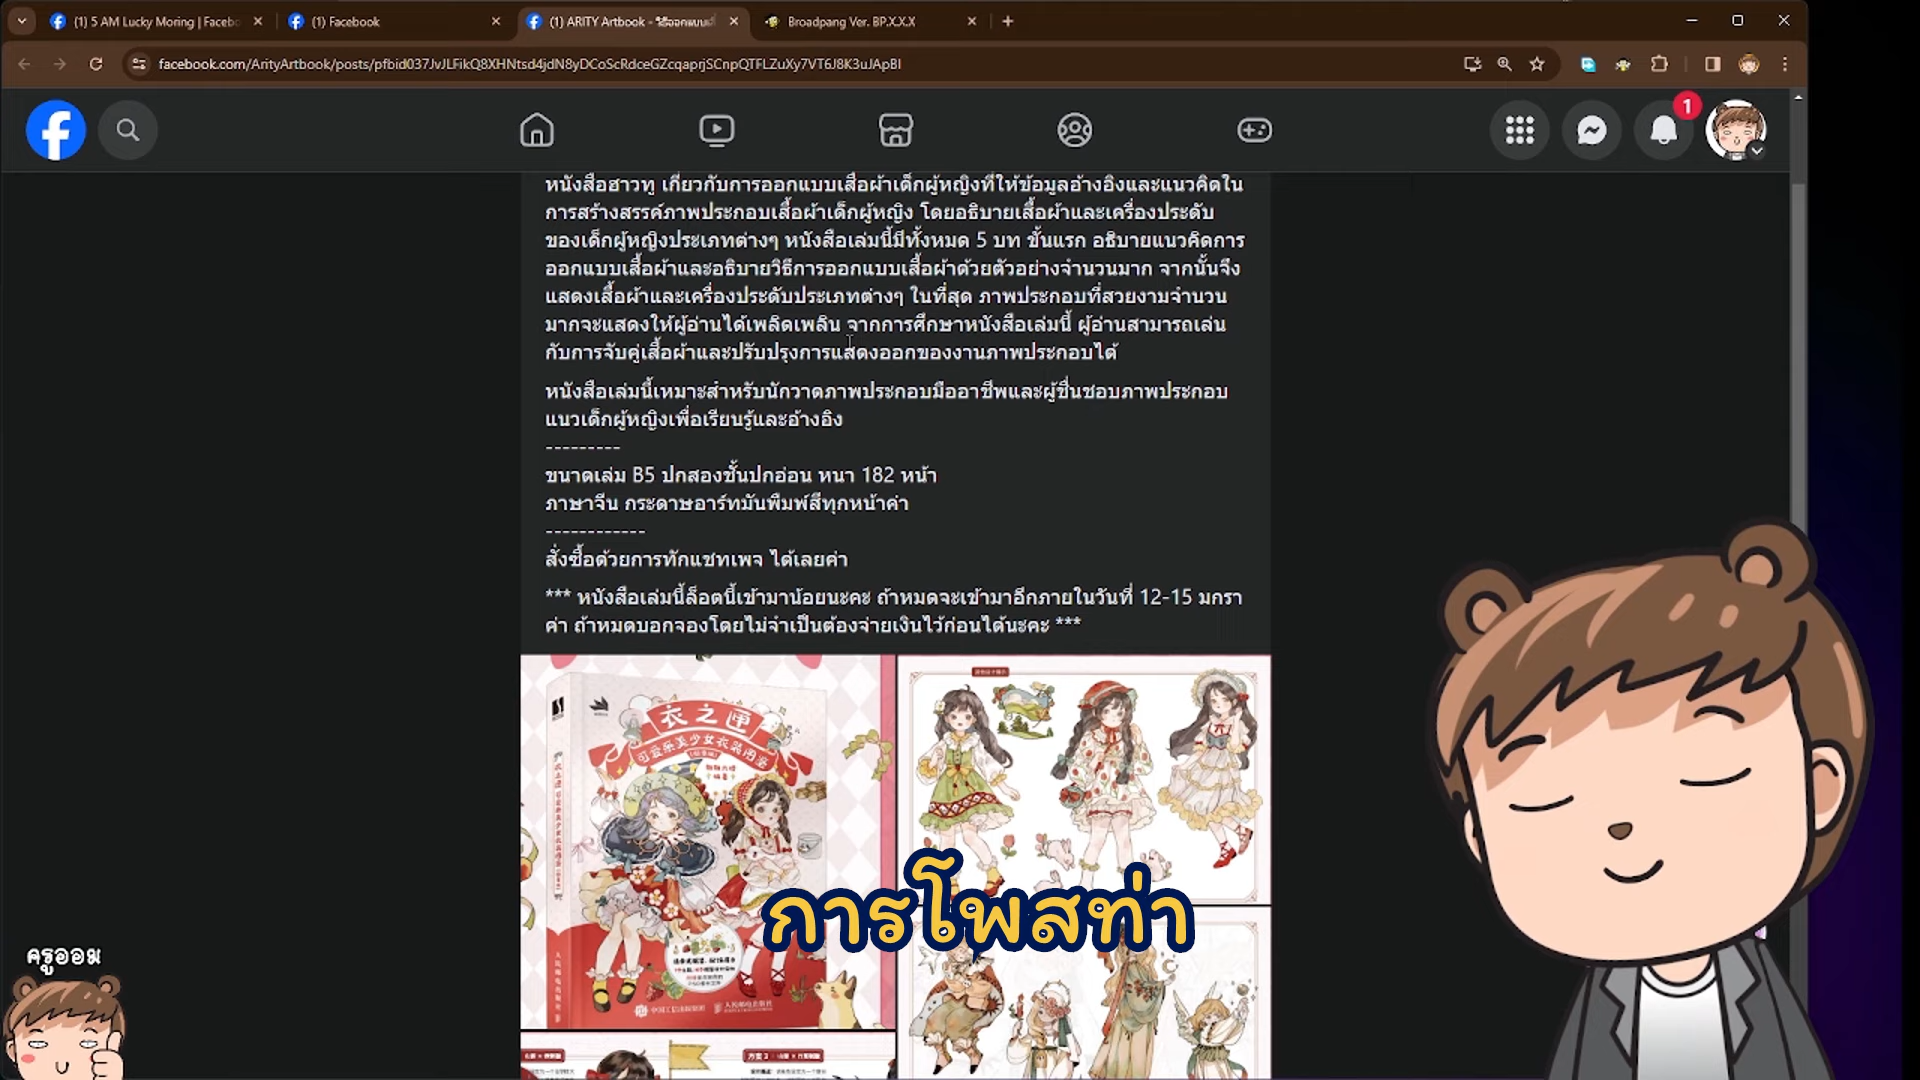 (1) 5 AM Lucky Moring | Facebo
(1) Facebook
(1) ARITY Artbook - วิธีออกแบบเ
Broadpang Ver. BP.X.X.X
facebook.com/ArityArtbook/posts/pfbid037JvJLFikQ8XHNtsd4jdN8yDCoScRdceGZcqaprjSCnpQTFLZuXy7VT6J8K3uJApBl
1
หนังสือฮาวทู เกี่ยวกับการออกแบบเสื้อผ้าเด็กผู้หญิงที่ให้ข้อมูลอ้างอิงและแนวคิดใน
การสร้างสรรค์ภาพประกอบเสื้อผ้าเด็กผู้หญิง โดยอธิบายเสื้อผ้าและเครื่องประดับ
ของเด็กผู้หญิงประเภทต่างๆ หนังสือเล่มนี้มีทั้งหมด 5 บท ขั้นแรก อธิบายแนวคิดการ
ออกแบบเสื้อผ้าและอธิบายวิธีการออกแบบเสื้อผ้าด้วยตัวอย่างจำนวนมาก จากนั้นจึง
แสดงเสื้อผ้าและเครื่องประดับประเภทต่างๆ ในที่สุด ภาพประกอบที่สวยงามจำนวน
มากจะแสดงให้ผู้อ่านได้เพลิดเพลิน จากการศึกษาหนังสือเล่มนี้ ผู้อ่านสามารถเล่น
กับการจับคู่เสื้อผ้าและปรับปรุงการแสดงออกของงานภาพประกอบได้
หนังสือเล่มนี้เหมาะสำหรับนักวาดภาพประกอบมืออาชีพและผู้ชื่นชอบภาพประกอบ
แนวเด็กผู้หญิงเพื่อเรียนรู้และอ้างอิง
---------
ขนาดเล่ม B5 ปกสองชั้นปกอ่อน หนา 182 หน้า
ภาษาจีน กระดาษอาร์ทมันพิมพ์สีทุกหน้าค่า
------------
สั่งซื้อด้วยการทักแชทเพจ ได้เลยค่า
*** หนังสือเล่มนี้ล็อตนี้เข้ามาน้อยนะคะ ถ้าหมดจะเข้ามาอีกภายในวันที่ 12-15 มกรา
ค่า ถ้าหมดบอกจองโดยไม่จำเป็นต้องจ่ายเงินไว้ก่อนได้นะคะ ***
衣之匣
可爱系美少女衣装图鉴
การโพสท่า
ครูออม